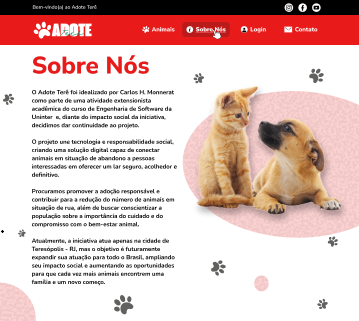 Bem-vindo(a) ao Adote Terê
ADOTE
Animais
Sobre Nós
Login
Contato
Sobre Nós
O Adote Terê foi idealizado por Carlos H. Monnerat
como parte de uma atividade extensionista
acadêmica do curso de Engenharia de Software da
Uninter e, diante do impacto social da iniciativa,
decidimos dar continuidade ao projeto.
O projeto une tecnologia e responsabilidade social,
criando uma solução digital capaz de conectar
animais em situação de abandono a pessoas
interessadas em oferecer um lar seguro, acolhedor e
definitivo.
Procuramos promover a adoção responsável e
contribuir para a redução do número de animais em
situação de rua, além de buscar conscientizar a
população sobre a importância do cuidado e do
compromisso com o bem-estar animal.
Atualmente, a iniciativa atua apenas na cidade de
Teresópolis - RJ, mas o objetivo é futuramente
expandir sua atuação para todo o Brasil, ampliando
seu impacto social e aumentando as oportunidades
para que cada vez mais animais encontrem uma
família e um novo começo.